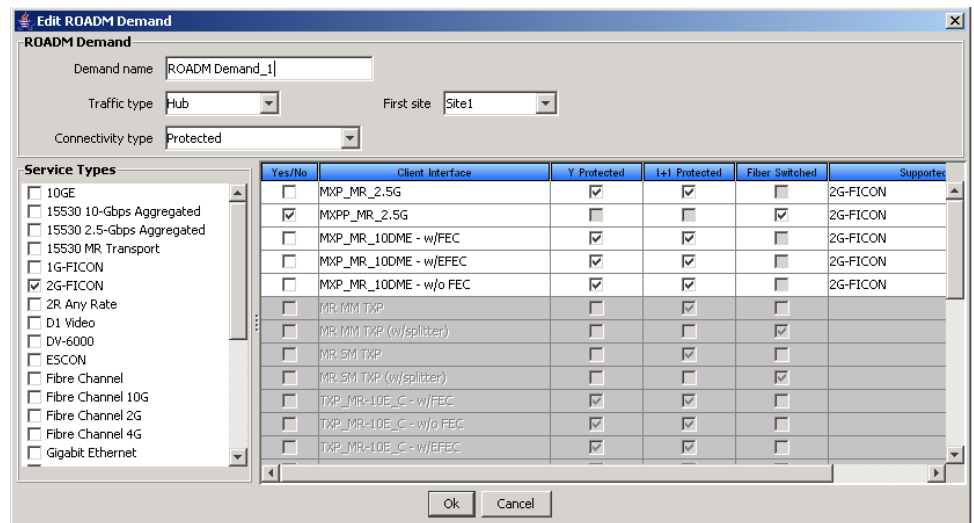 Edit ROADM Demand
ROADM Demand
Demand name ROADM Demand_1
Traffic type Hub First site Site1
Connectivity type Protected
Service Types
10GE
15530 10-Gbps Aggregated
15530 2.5-Gbps Aggregated
15530 MR Transport
1G-FICON
2G-FICON
2R Any Rate
D1 Video
DV-6000
ESCON
Fibre Channel
Fibre Channel 10G
Fibre Channel 2G
Fibre Channel 4G
Gigabit Ethernet
Yes/No Client Interface Y Protected 1+1 Protected Fiber Switched Supported
MXP_MR_2.5G 2G-FICON
MXPP_MR_2.5G 2G-FICON
MXP_MR_10DME - w/FEC 2G-FICON
MXP_MR_10DME - w/EFEC 2G-FICON
MXP_MR_10DME - w/o FEC 2G-FICON
MR MM TXP
MR MM TXP (w/splitter)
MR SM TXP
MR SM TXP (w/splitter)
TXP_MR-10E_C - w/FEC
TXP_MR-10E_C - w/o FEC
TXP_MR-10E_C - w/EFEC
Ok Cancel